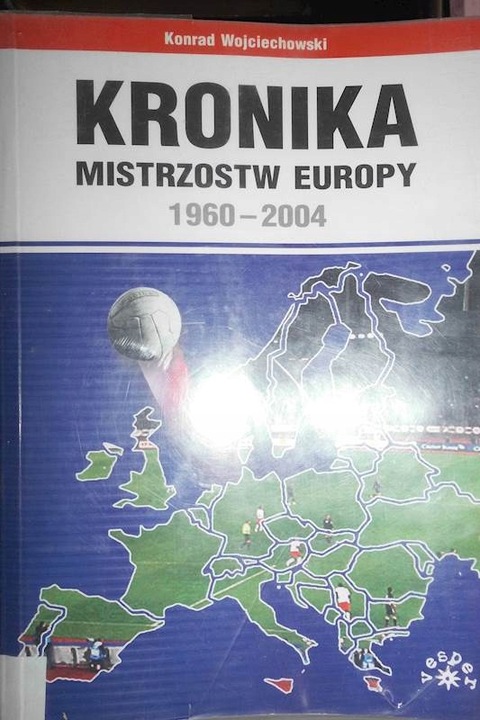 Konrad Wojciechowski
KRONIKA
MISTRZOSTW EUROPY
1960 – 2004
vesper